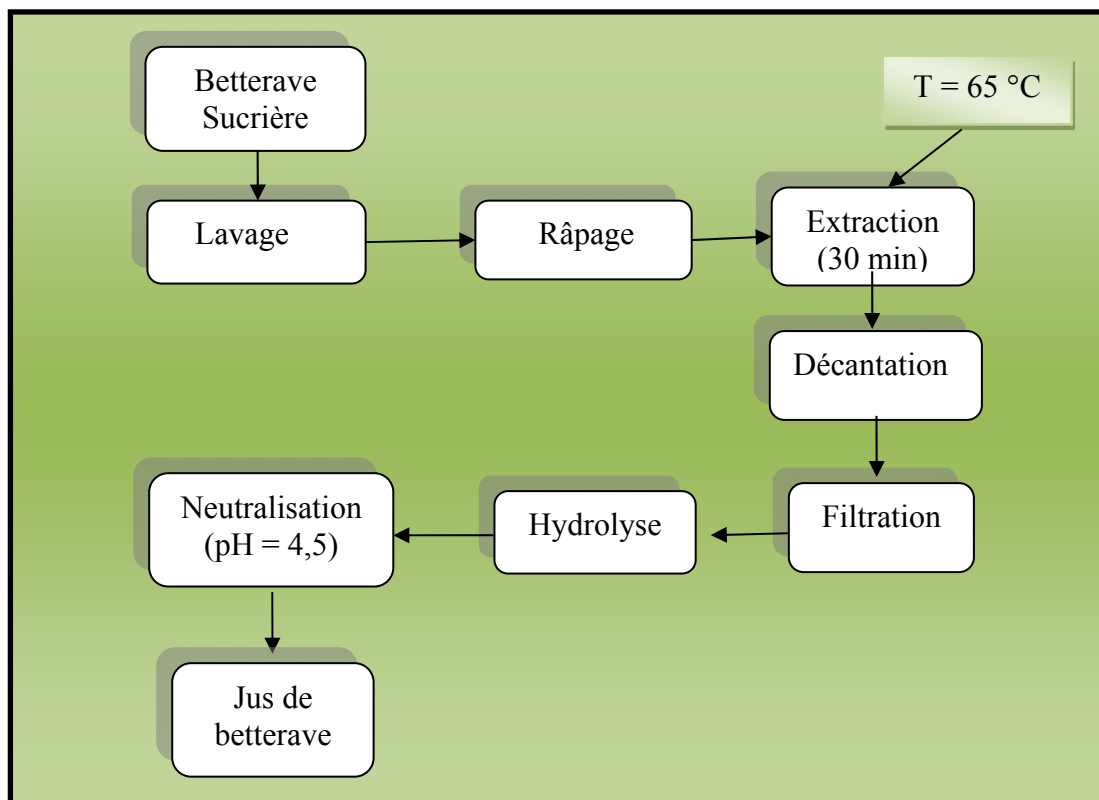 Betterave
Sucrière
T = 65 °C
Lavage
Râpage
Extraction
(30 min)
Décantation
Filtration
Hydrolyse
Neutralisation
(pH = 4,5)
Jus de
betterave